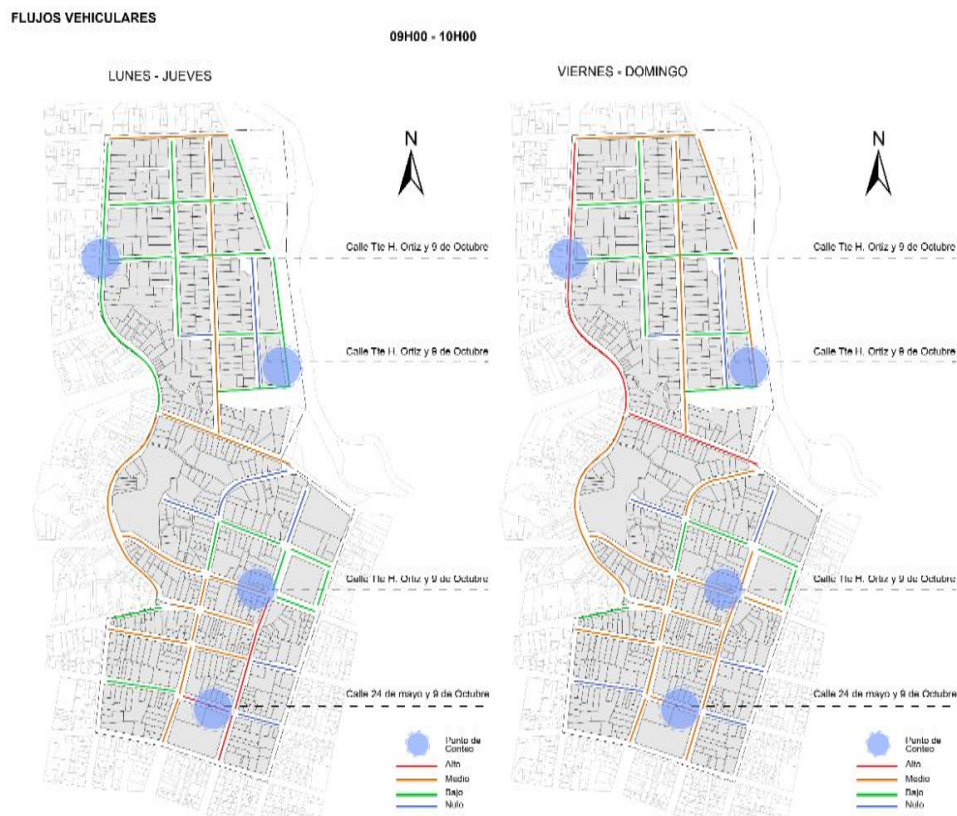 FLUJOS VEHICULARES
09H00 - 10H00
LUNES - JUEVES
N
Calle Tte H. Ortiz y 9 de Octubre
Calle Tte H. Ortiz y 9 de Octubre
Calle Tte H. Ortiz y 9 de Octubre
Calle 24 de mayo y 9 de Octubre
Punto de
Conteo
Alto
Medio
Bajo
Nulo
VIERNES - DOMINGO
N
Calle Tte H. Ortiz y 9 de Octubre
Calle Tte H. Ortiz y 9 de Octubre
Calle Tte H. Ortiz y 9 de Octubre
Calle 24 de mayo y 9 de Octubre
Punto de
Conteo
Alto
Medio
Bajo
Nulo